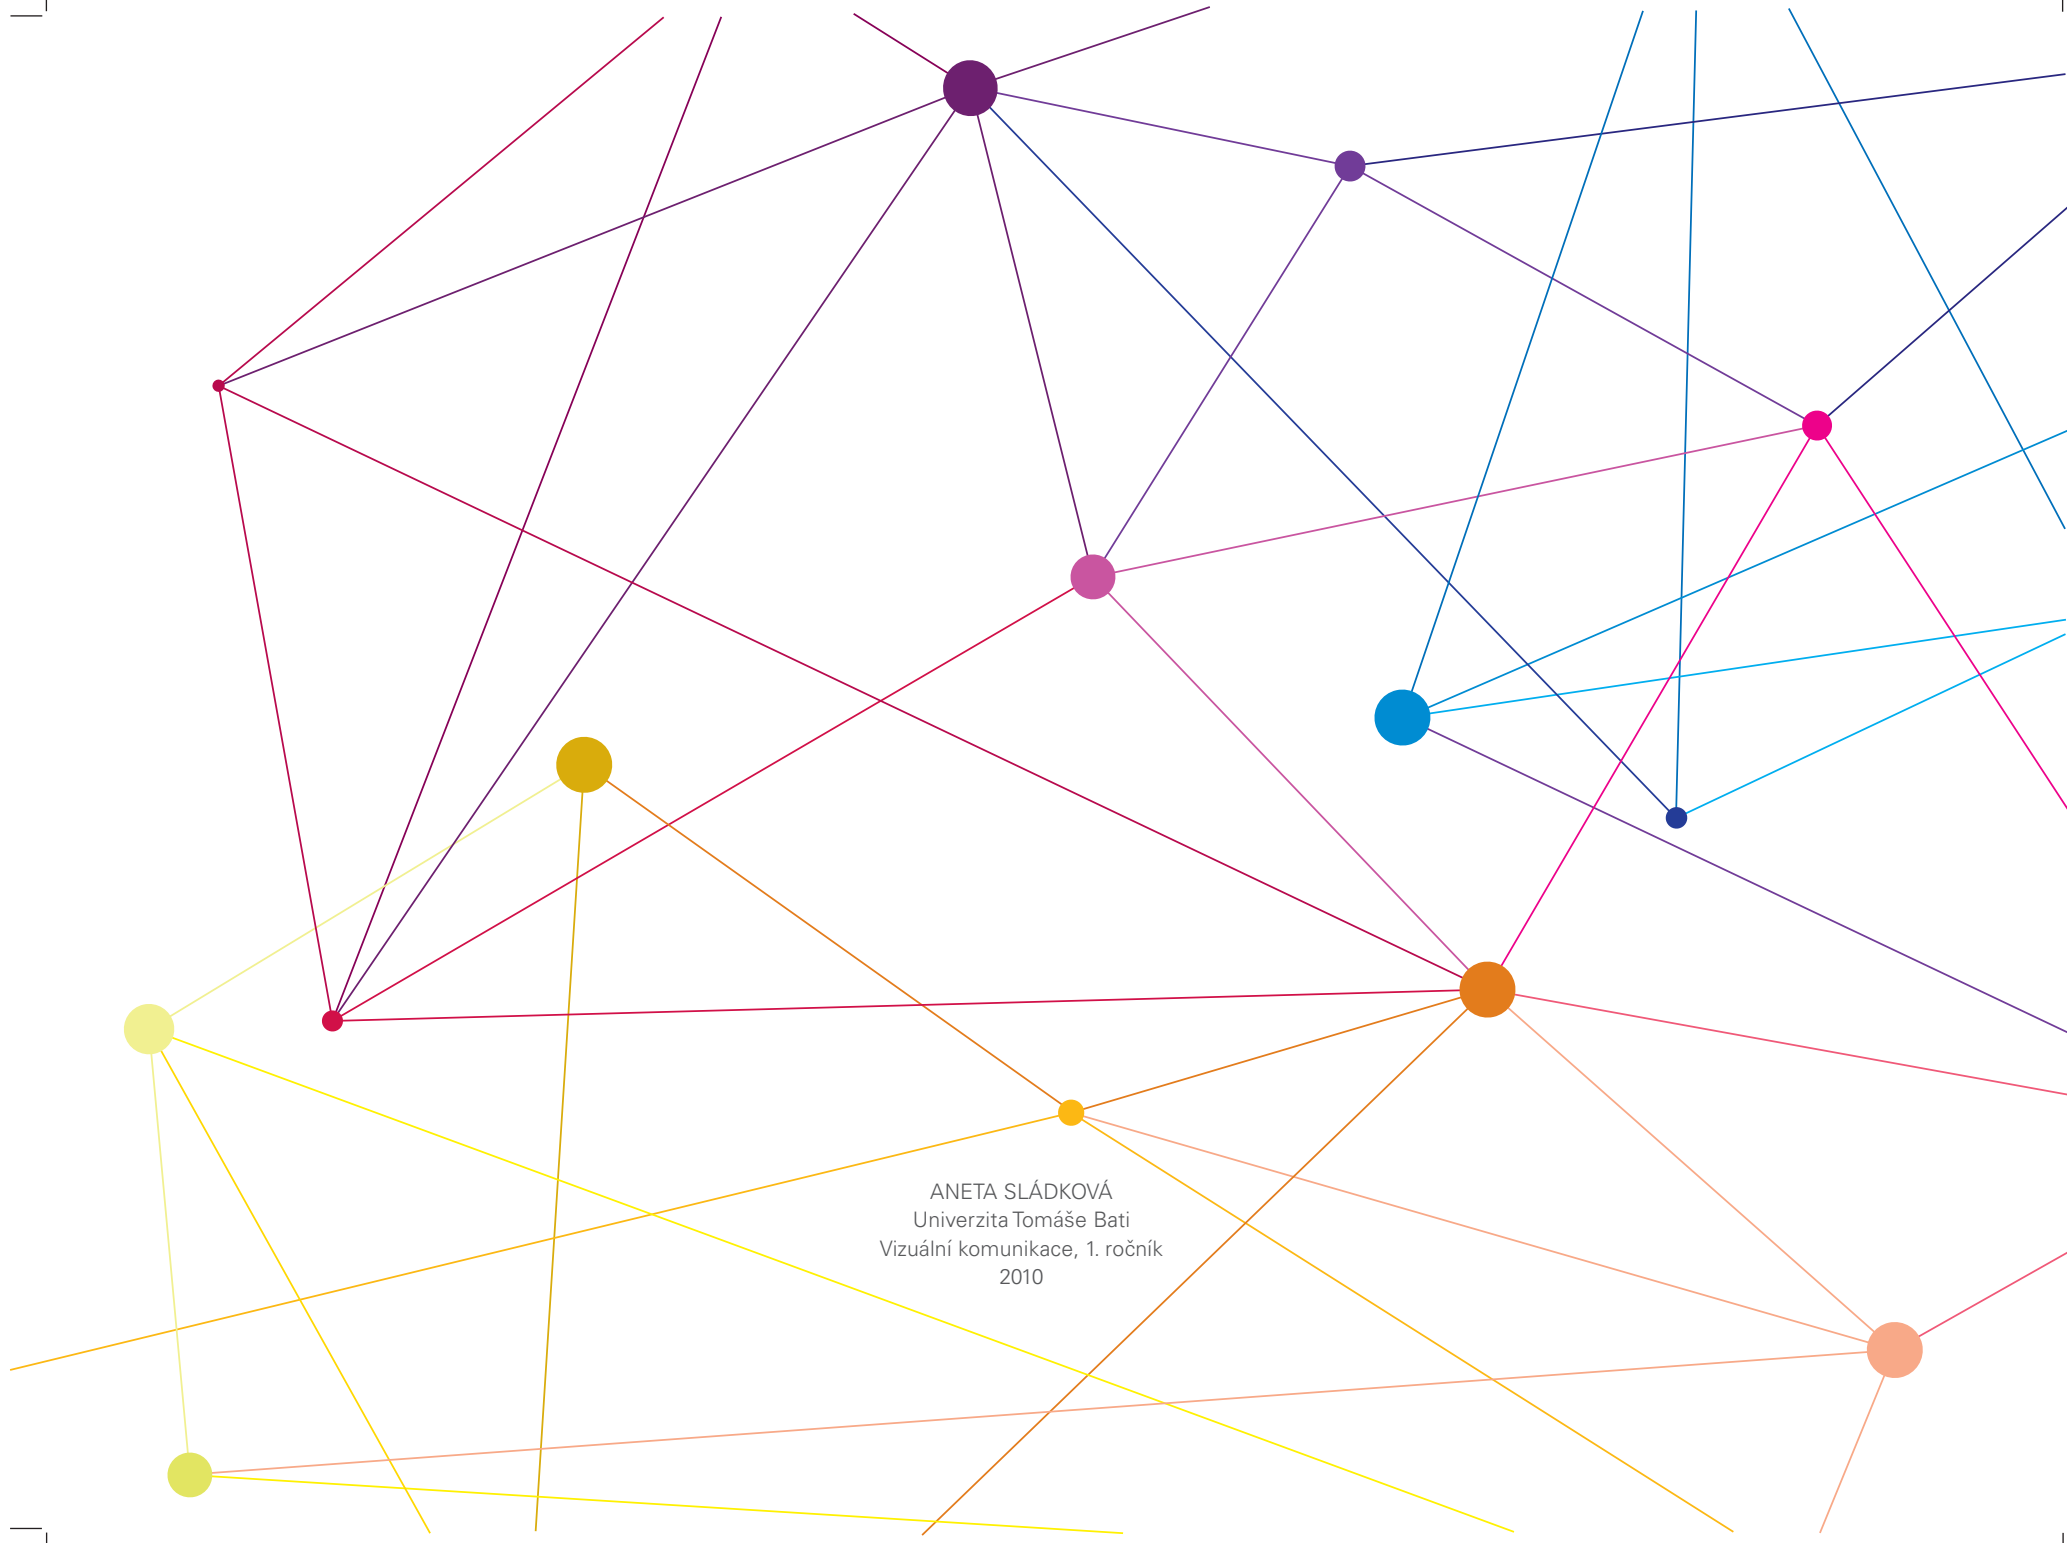 ANETA SLÁDKOVÁ
Univerzita Tomáše Bati
Vizuální komunikace, 1. ročník
2010